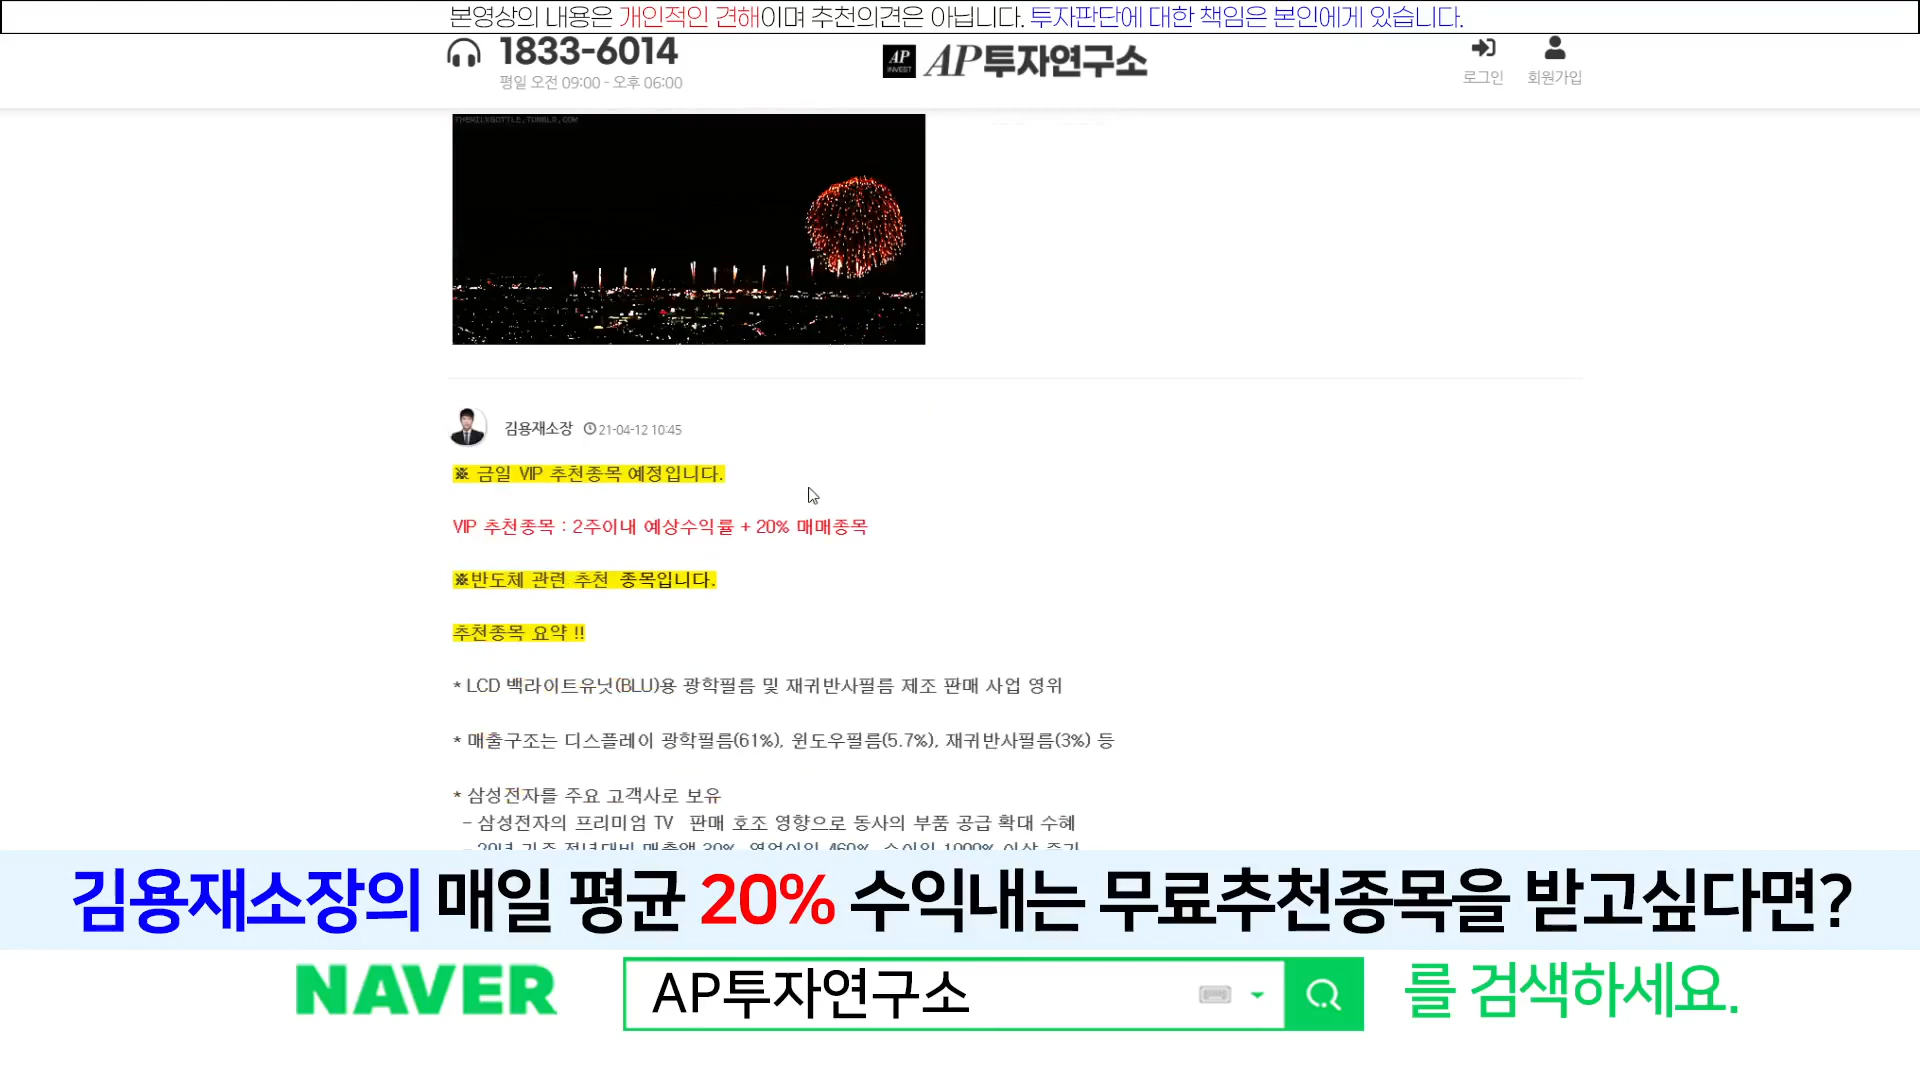 본영상의 내용은 개인적인 견해이며 추천의견은 아닙니다. 투자판단에 대한 책임은 본인에게 있습니다.
1833-6014
평일 오전 09:00 - 오후 06:00
AP INVEST AP투자연구소
로그인 회원가입
THEMILKBOTTLE.TUMBLR.COM
김용재소장 21-04-12 10:45
※ 금일 VIP 추천종목 예정입니다.
VIP 추천종목 : 2주이내 예상수익률 + 20% 매매종목
※반도체 관련 추천 종목입니다.
추천종목 요약 !!
* LCD 백라이트유닛(BLU)용 광학필름 및 재귀반사필름 제조 판매 사업 영위
* 매출구조는 디스플레이 광학필름(61%), 윈도우필름(5.7%), 재귀반사필름(3%) 등
* 삼성전자를 주요 고객사로 보유
- 삼성전자의 프리미엄 TV 판매 호조 영향으로 동사의 부품 공급 확대 수혜
김용재소장의 매일 평균 20% 수익내는 무료추천종목을 받고싶다면?
NAVER AP투자연구소 를 검색하세요.